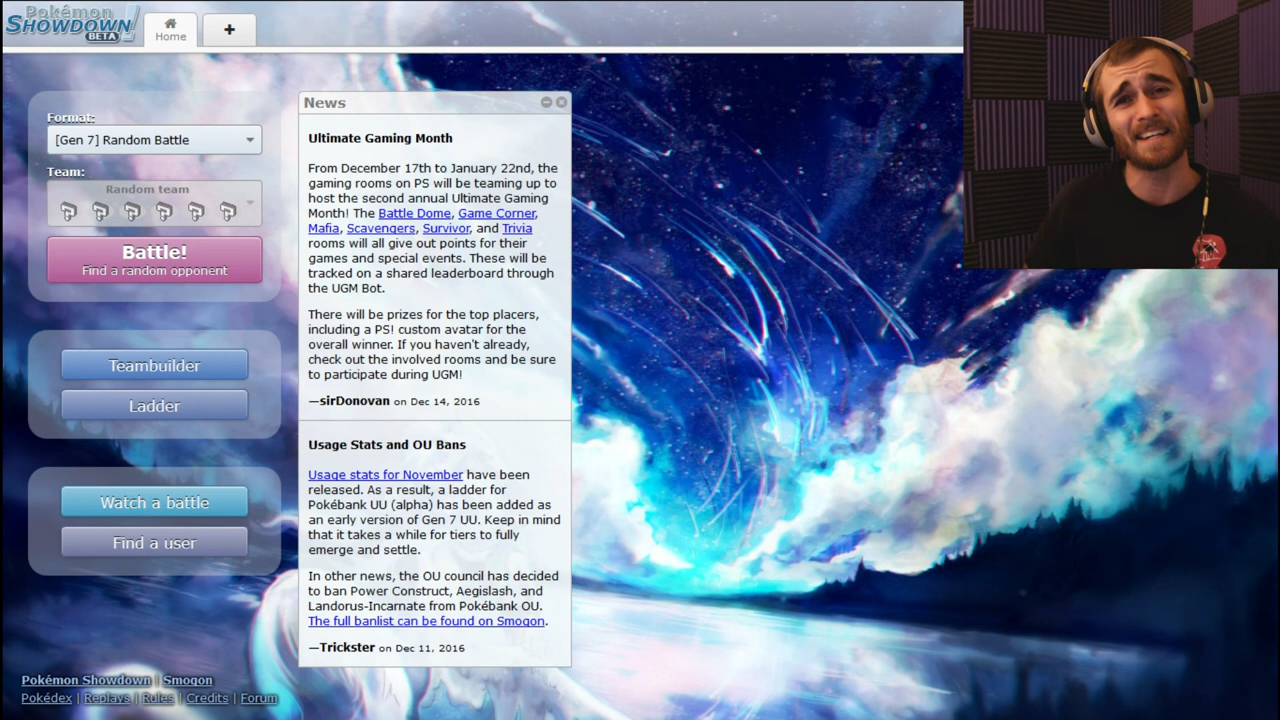 Pokémon
SHOWDOWN!
BETA
Home
+
Format:
[Gen 7] Random Battle
Team:
Random team
Battle!
Find a random opponent
Teambuilder
Ladder
Watch a battle
Find a user
Pokémon Showdown | Smogon
Pokédex | Replays | Rules | Credits | Forum
News
Ultimate Gaming Month
From December 17th to January 22nd, the
gaming rooms on PS will be teaming up to
host the second annual Ultimate Gaming
Month! The Battle Dome, Game Corner,
Mafia, Scavengers, Survivor, and Trivia
rooms will all give out points for their
games and special events. These will be
tracked on a shared leaderboard through
the UGM Bot.
There will be prizes for the top placers,
including a PS! custom avatar for the
overall winner. If you haven't already,
check out the involved rooms and be sure
to participate during UGM!
—sirDonovan on Dec 14, 2016
Usage Stats and OU Bans
Usage stats for November have been
released. As a result, a ladder for
Pokébank UU (alpha) has been added as
an early version of Gen 7 UU. Keep in mind
that it takes a while for tiers to fully
emerge and settle.
In other news, the OU council has decided
to ban Power Construct, Aegislash, and
Landorus-Incarnate from Pokébank OU.
The full banlist can be found on Smogon.
—Trickster on Dec 11, 2016